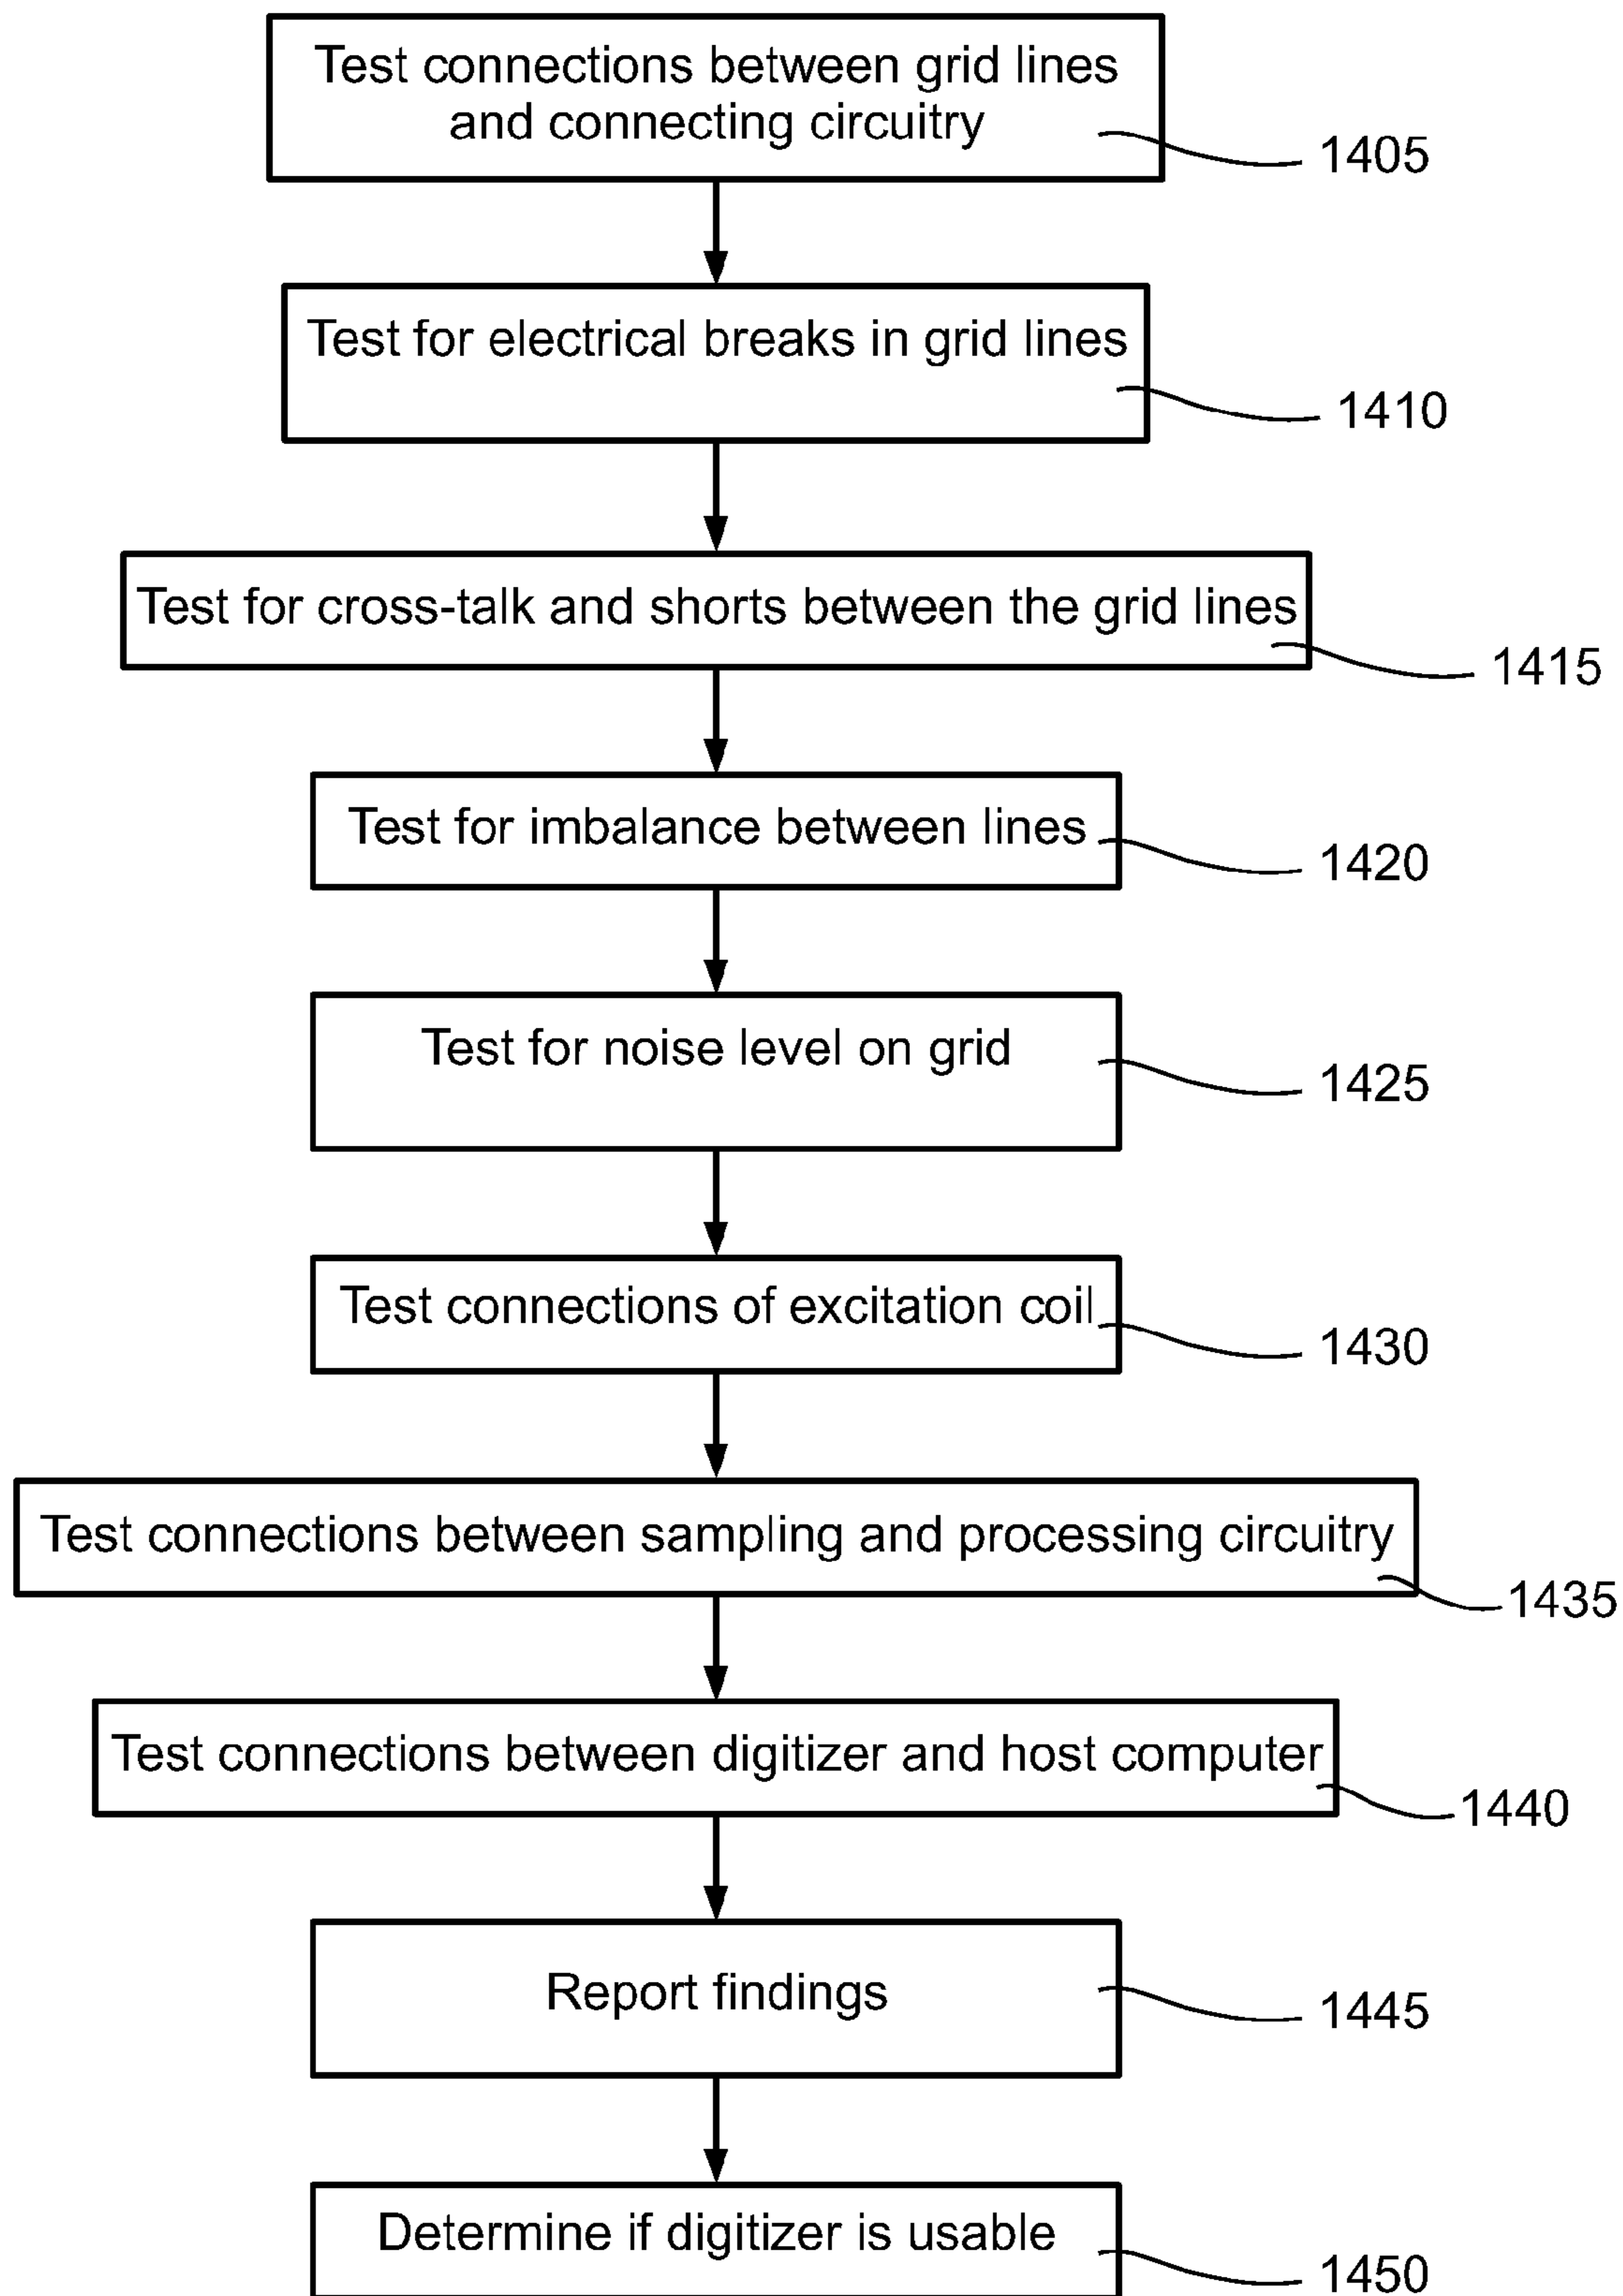 Test connections between grid lines
and connecting circuitry
1405
Test for electrical breaks in grid lines
1410
Test for cross-talk and shorts between the grid lines
1415
Test for imbalance between lines
1420
Test for noise level on grid
1425
Test connections of excitation coil
1430
Test connections between sampling and processing circuitry
1435
Test connections between digitizer and host computer
1440
Report findings
1445
Determine if digitizer is usable
1450